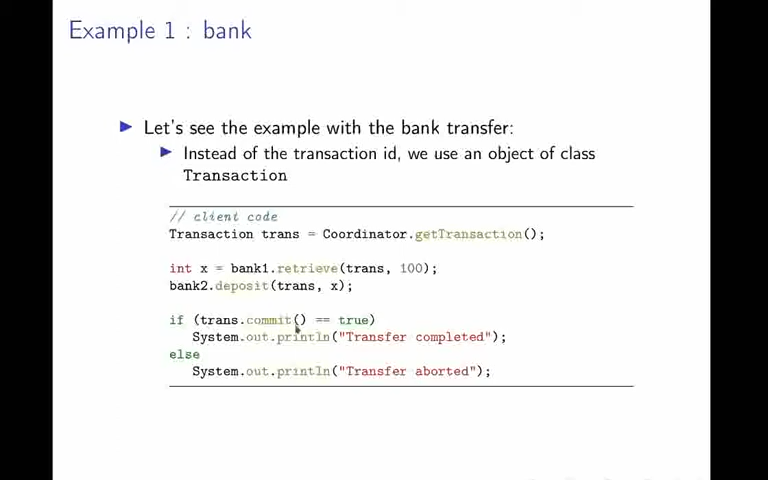 Example 1 : bank
Let's see the example with the bank transfer:
Instead of the transaction id, we use an object of class
Transaction
// client code
Transaction trans = Coordinator.getTransaction();
int x = bank1.retrieve(trans, 100);
bank2.deposit(trans, x);
if (trans.commit() == true)
System.out.println("Transfer completed");
else
System.out.println("Transfer aborted");